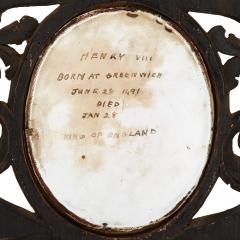 HENRY VIII
BORN AT GREENWICH
JUNE 28 1491
DIED
JAN 28
KING OF ENGLAND